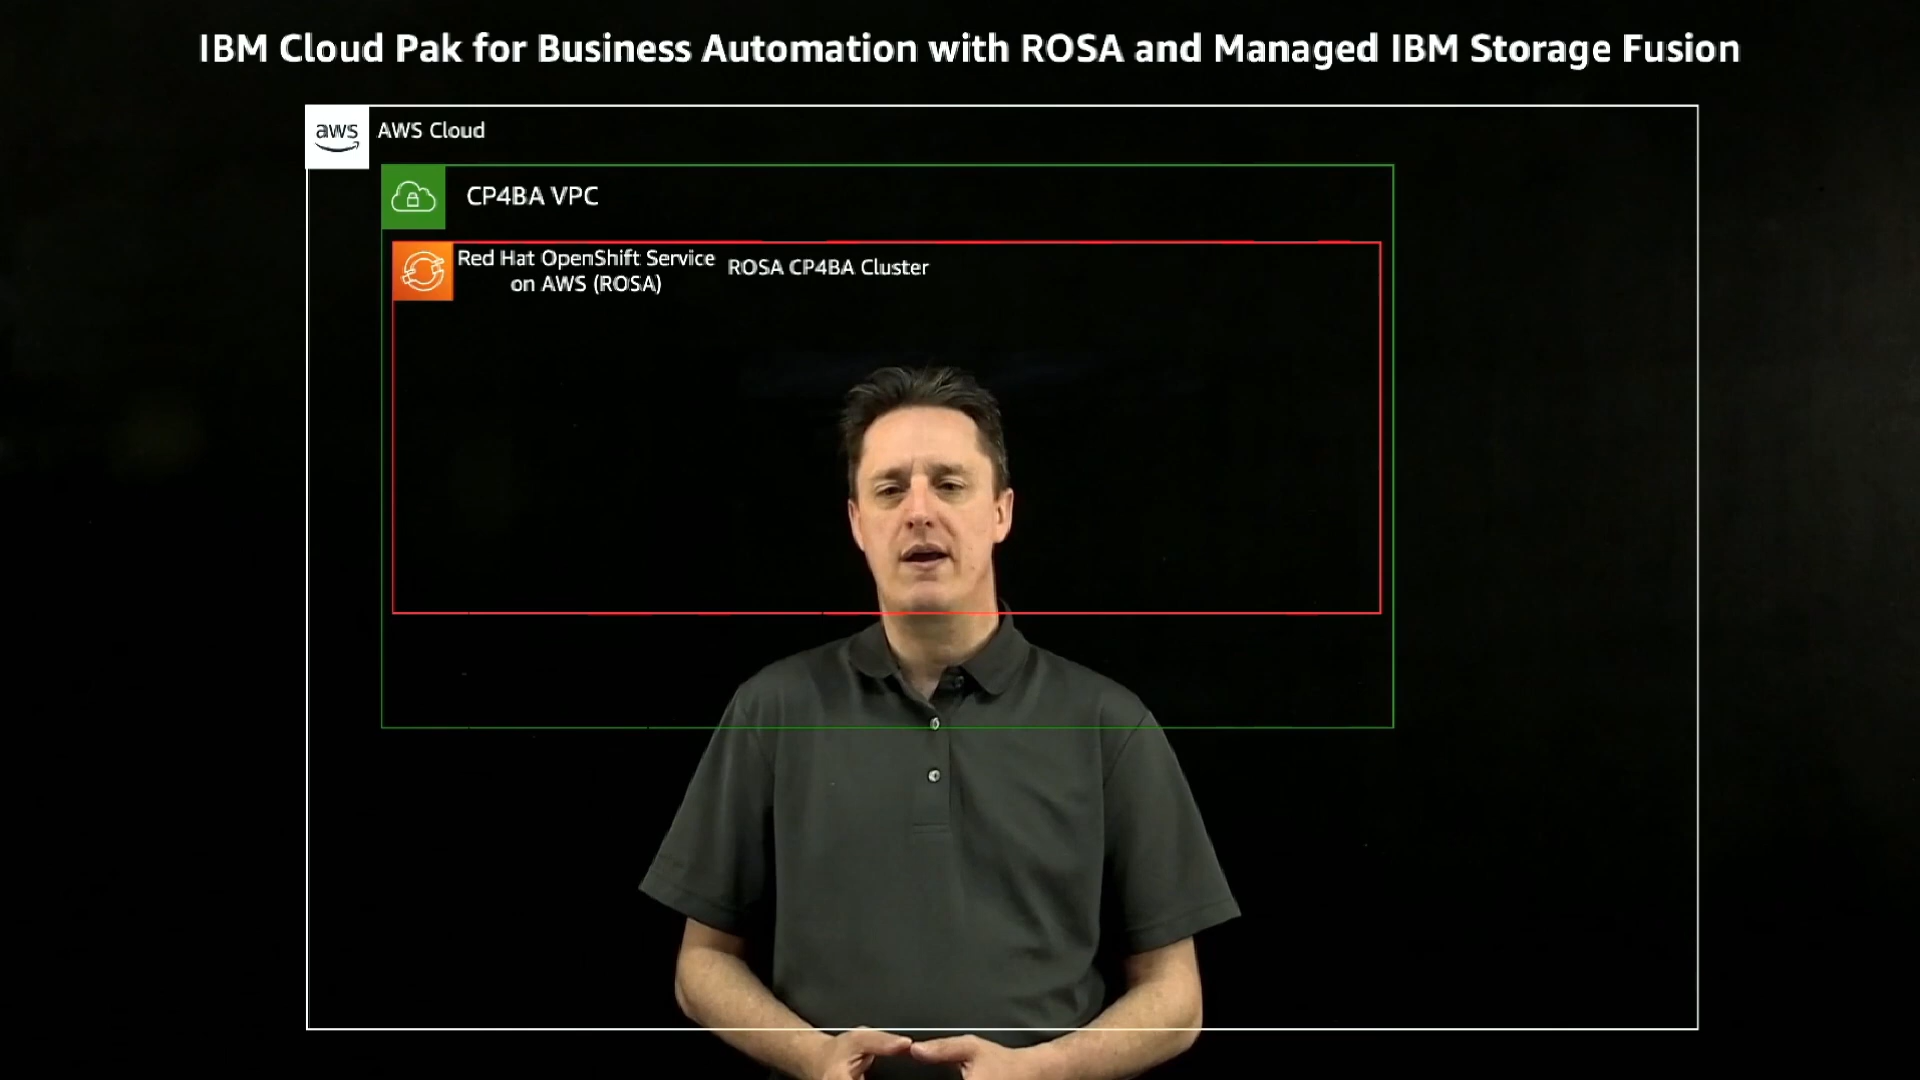 IBM Cloud Pak for Business Automation with ROSA and Managed IBM Storage Fusion
aws
AWS Cloud
CP4BA VPC
Red Hat OpenShift Service
on AWS (ROSA)
ROSA CP4BA Cluster